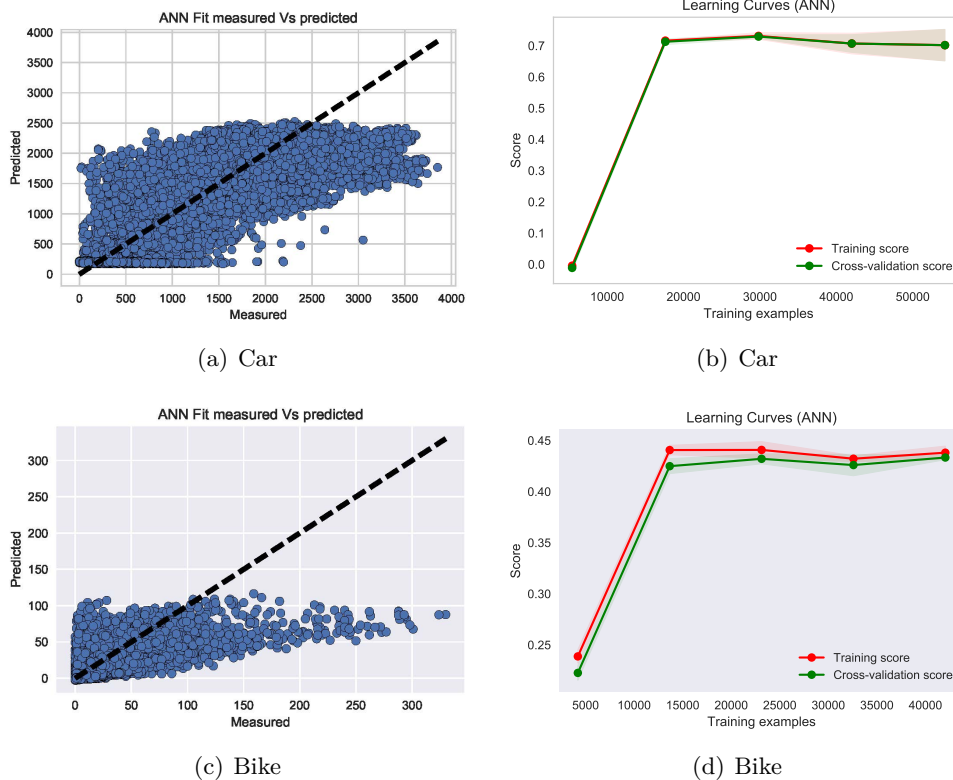 ANN Fit measured Vs predicted
4000
3500
3000
2500
2000
1500
1000
500
0
Predicted
0 500 1000 1500 2000 2500 3000 3500 4000
Measured
(a) Car
Learning Curves (ANN)
0.7
0.6
0.5
0.4
0.3
0.2
0.1
0.0
Score
Training score
Cross-validation score
10000 20000 30000 40000 50000
Training examples
(b) Car
ANN Fit measured Vs predicted
300
250
200
150
100
50
0
Predicted
0 50 100 150 200 250 300
Measured
(c) Bike
Learning Curves (ANN)
0.45
0.40
0.35
0.30
0.25
Score
Training score
Cross-validation score
5000 10000 15000 20000 25000 30000 35000 40000
Training examples
(d) Bike